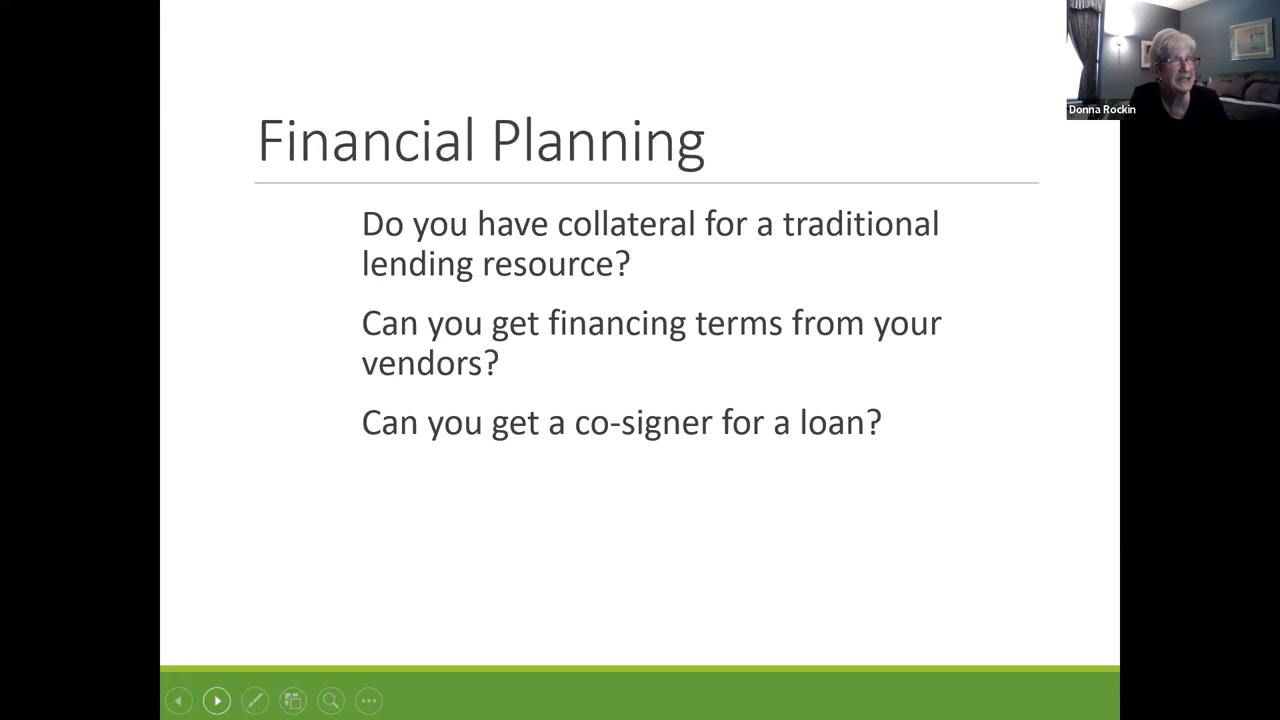 Donna Rockin
Financial Planning
Do you have collateral for a traditional
lending resource?
Can you get financing terms from your
vendors?
Can you get a co-signer for a loan?